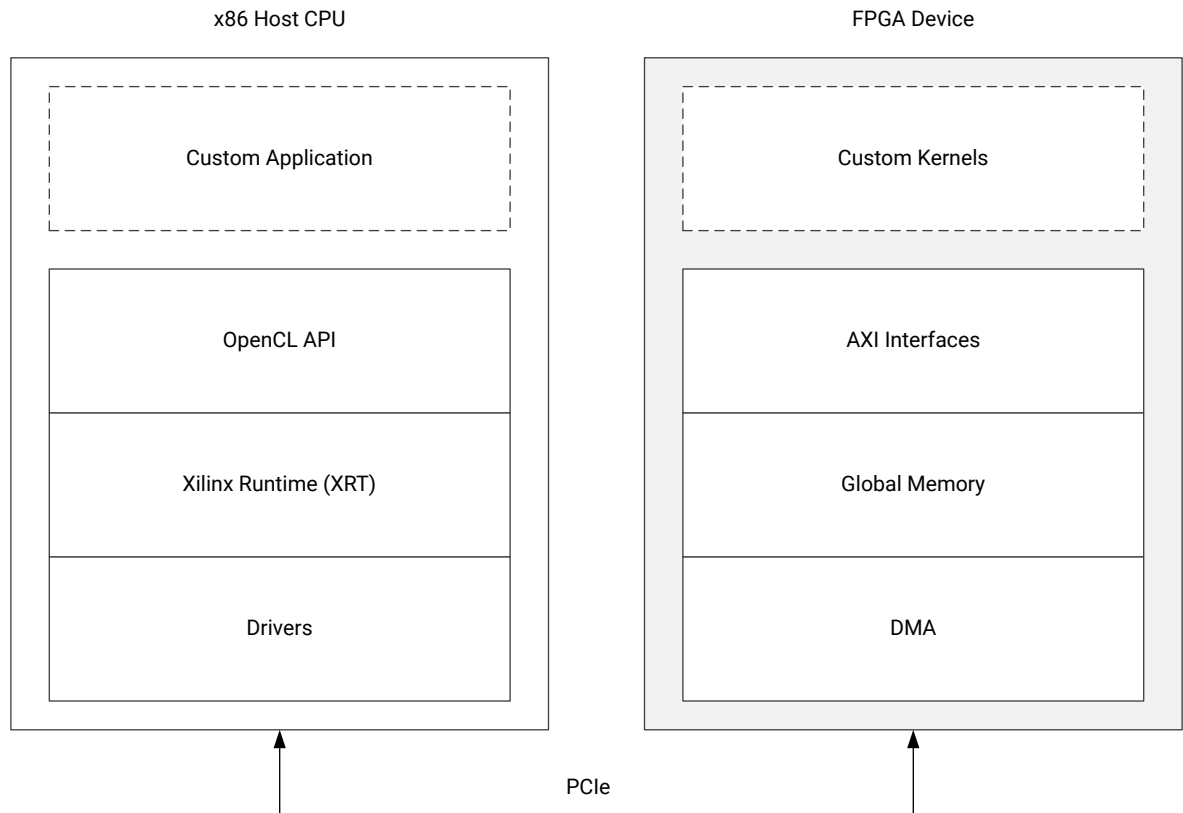 x86 Host CPU
Custom Application
OpenCL API
Xilinx Runtime (XRT)
Drivers
FPGA Device
Custom Kernels
AXI Interfaces
Global Memory
DMA
PCIe